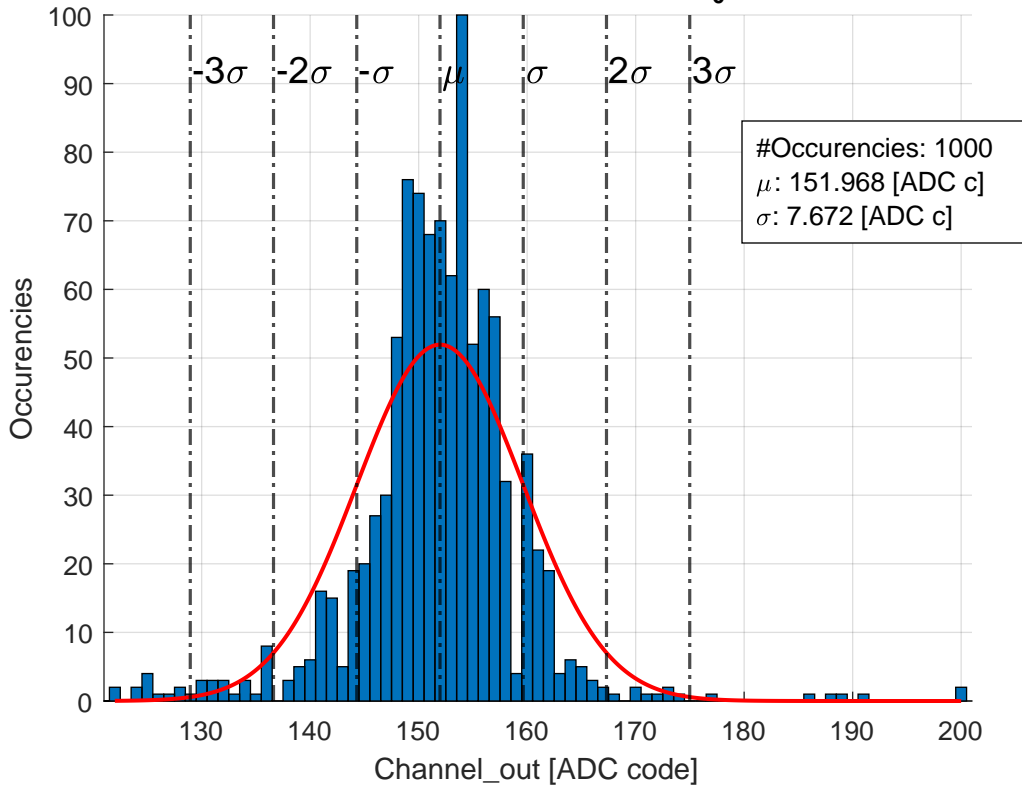 100
90
80
70
60
50
40
30
20
10
0
Occurencies
-3σ -2σ -σ μ σ 2σ 3σ
#Occurencies: 1000
μ: 151.968 [ADC c]
σ: 7.672 [ADC c]
130 140 150 160 170 180 190 200
Channel_out [ADC code]